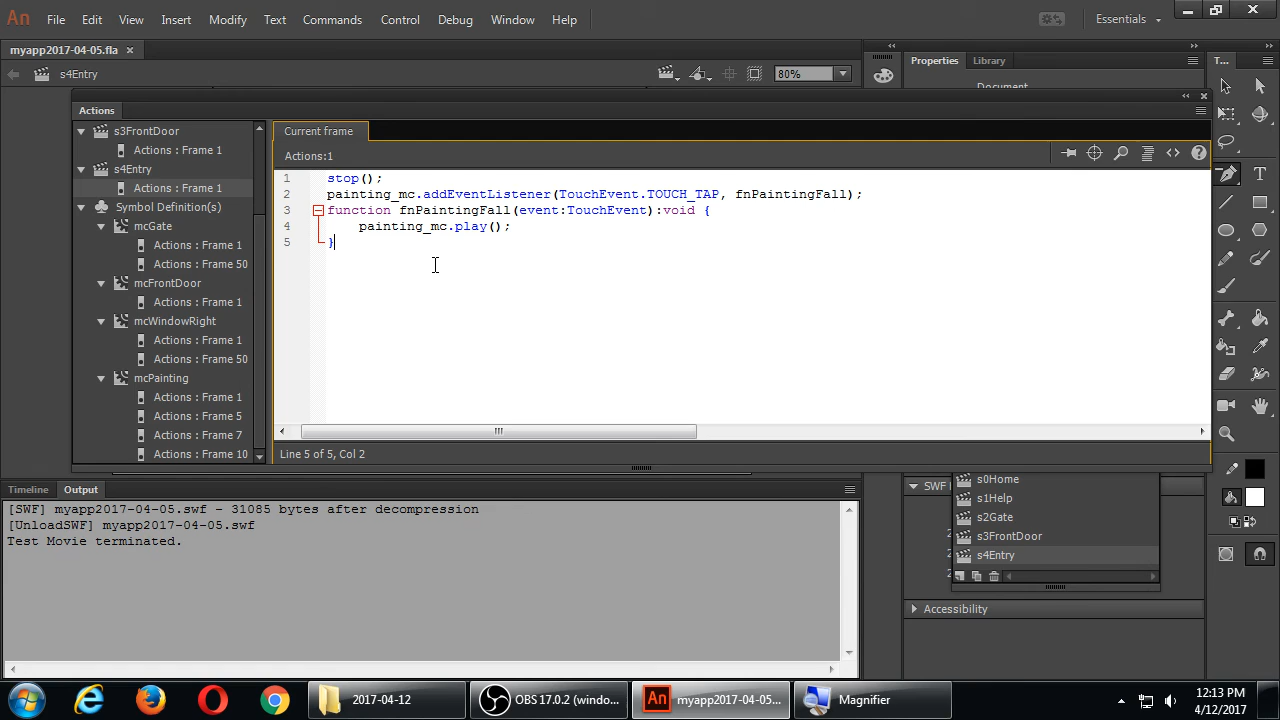 An File Edit View Insert Modify Text Commands Control Debug Window Help Essentials
myapp2017-04-05.fla
s4Entry 80%
Properties Library T...
Document
Actions
s3FrontDoor
Actions : Frame 1
s4Entry
Actions : Frame 1
Symbol Definition(s)
mcGate
Actions : Frame 1
Actions : Frame 50
mcFrontDoor
Actions : Frame 1
mcWindowRight
Actions : Frame 1
Actions : Frame 50
mcPainting
Actions : Frame 1
Actions : Frame 5
Actions : Frame 7
Actions : Frame 10
Current frame
Actions:1
1 stop();
2 painting_mc.addEventListener(TouchEvent.TOUCH_TAP, fnPaintingFall);
3 function fnPaintingFall(event:TouchEvent):void {
4 painting_mc.play();
5 }
Line 5 of 5, Col 2
Timeline Output
[SWF] myapp2017-04-05.swf - 31085 bytes after decompression
[UnloadSWF] myapp2017-04-05.swf
Test Movie terminated.
SWF
s0Home
s1Help
s2Gate
s3FrontDoor
s4Entry
Accessibility
2017-04-12
OBS 17.0.2 (windo...
An myapp2017-04-05...
Magnifier
12:13 PM
4/12/2017